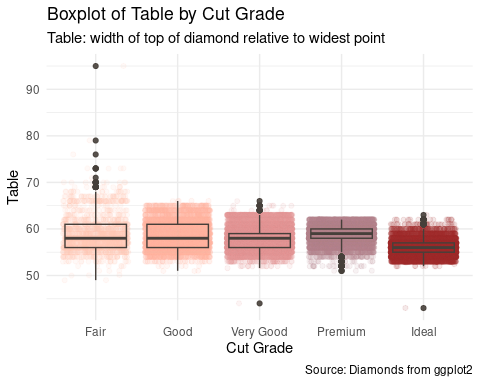 Boxplot of Table by Cut Grade
Table: width of top of diamond relative to widest point
90
80
70
60
50
Table
Fair Good Very Good Premium Ideal
Cut Grade
Source: Diamonds from ggplot2